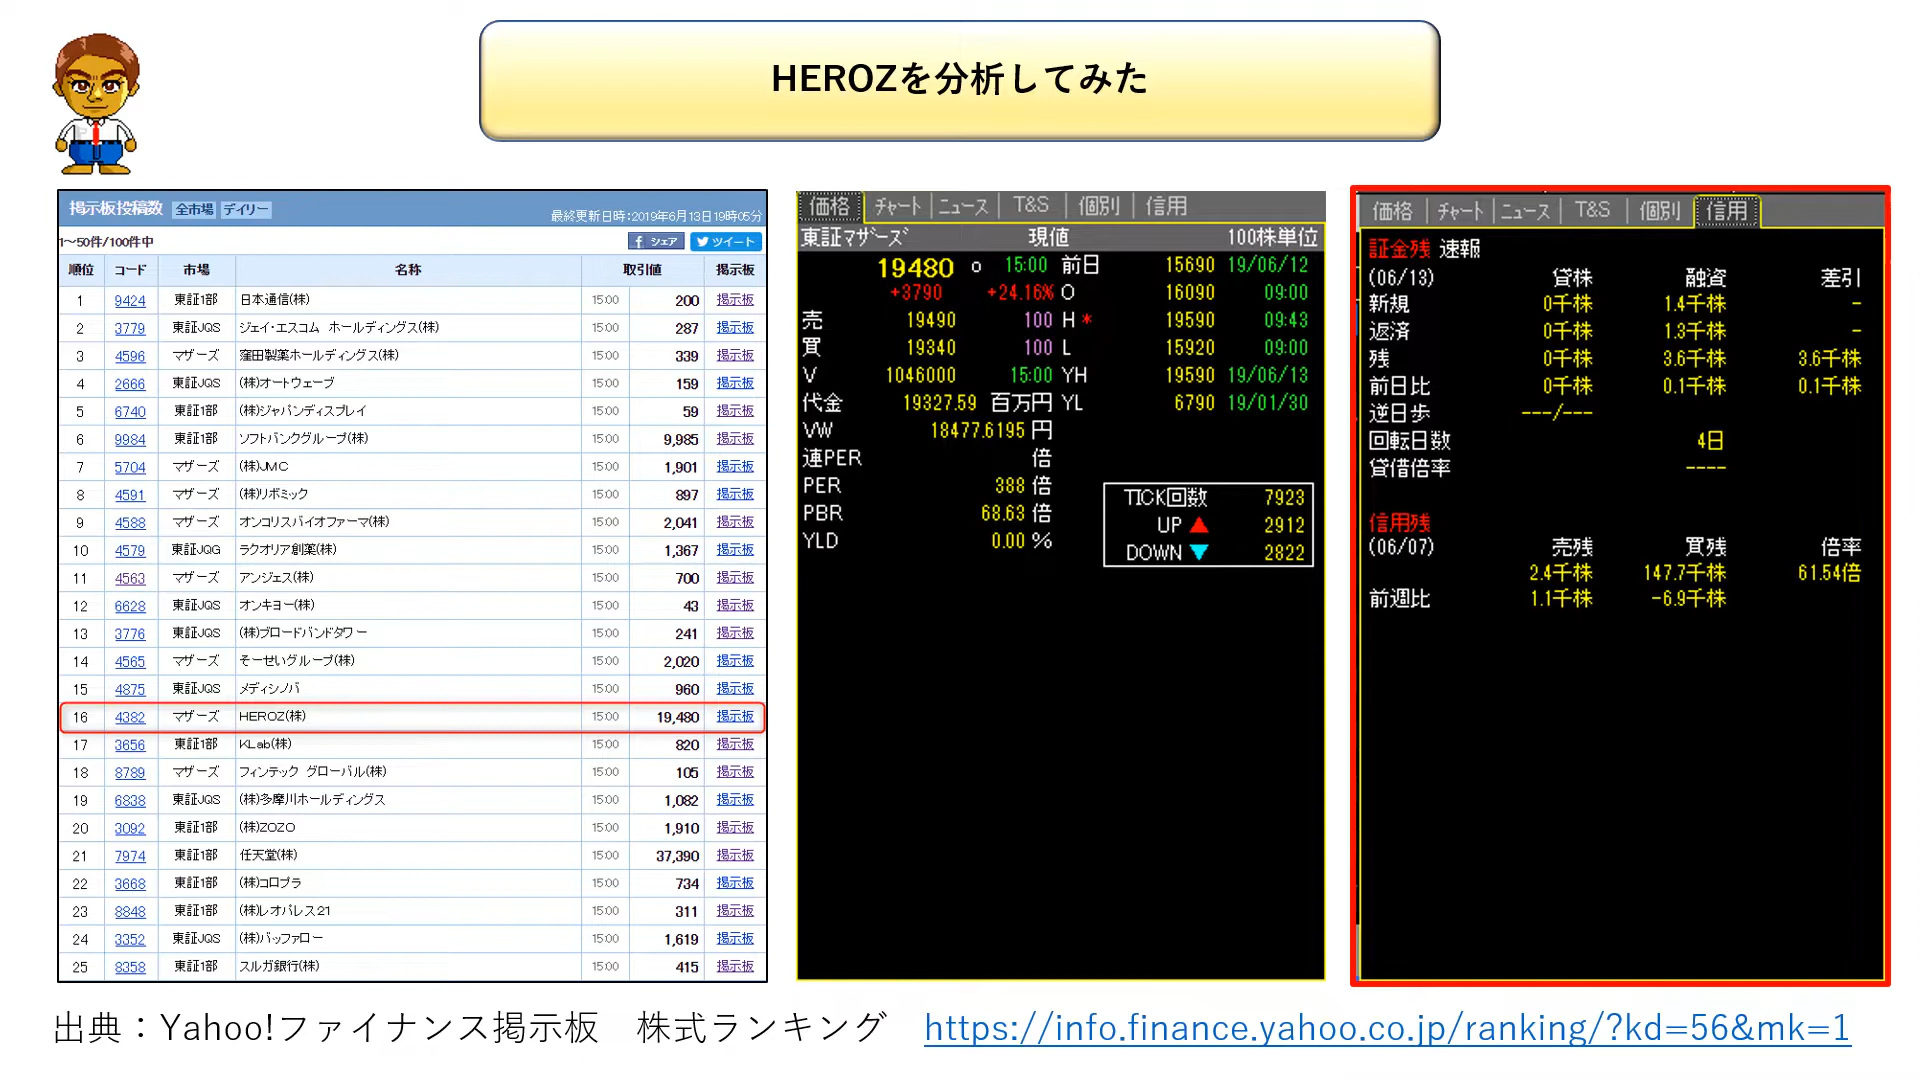 HEROZを分析してみた
掲示板投稿数 全市場 デイリー
最終更新日時:2019年6月13日19時05分
1～50件/100件中 シェア ツイート
順位 コード 市場 名称 取引値 掲示板
1 9424 東証1部 日本通信(株) 15:00 200 掲示板
2 3779 東証JQS ジェイ・エスコム ホールディングス(株) 15:00 287 掲示板
3 4596 マザーズ 窪田製薬ホールディングス(株) 15:00 339 掲示板
4 2666 東証JQS (株)オートウェーブ 15:00 159 掲示板
5 6740 東証1部 (株)ジャパンディスプレイ 15:00 59 掲示板
6 9984 東証1部 ソフトバンクグループ(株) 15:00 9,985 掲示板
7 5704 マザーズ (株)JMC 15:00 1,901 掲示板
8 4591 マザーズ (株)リボミック 15:00 897 掲示板
9 4588 マザーズ オンコリスバイオファーマ(株) 15:00 2,041 掲示板
10 4579 東証JQG ラクオリア創薬(株) 15:00 1,367 掲示板
11 4563 マザーズ アンジェス(株) 15:00 700 掲示板
12 6628 東証JQS オンキヨー(株) 15:00 43 掲示板
13 3776 東証JQS (株)ブロードバンドタワー 15:00 241 掲示板
14 4565 マザーズ そーせいグループ(株) 15:00 2,020 掲示板
15 4875 東証JQS メディシノバ 15:00 960 掲示板
16 4382 マザーズ HEROZ(株) 15:00 19,480 掲示板
17 3656 東証1部 KLab(株) 15:00 820 掲示板
18 8789 マザーズ フィンテック グローバル(株) 15:00 105 掲示板
19 6838 東証JQS (株)多摩川ホールディングス 15:00 1,082 掲示板
20 3092 東証1部 (株)ZOZO 15:00 1,910 掲示板
21 7974 東証1部 任天堂(株) 15:00 37,390 掲示板
22 3668 東証1部 (株)コロプラ 15:00 734 掲示板
23 8848 東証1部 (株)レオパレス21 15:00 311 掲示板
24 3352 東証JQS (株)バッファロー 15:00 1,619 掲示板
25 8358 東証1部 スルガ銀行(株) 15:00 415 掲示板
価格 チャート ニュース T&S 個別 信用
東証マザーズ 現値 100株単位
19480 o 15:00 前日 15690 19/06/12
+3790 +24.16% O 16090 09:00
売 19490 100 H * 19590 09:43
買 19340 100 L 15920 09:00
V 1046000 15:00 YH 19590 19/06/13
代金 19327.59 百万円 YL 6790 19/01/30
VW 18477.6195 円
連PER 倍
PER 388 倍
PBR 68.63 倍
YLD 0.00 %
TICK回数 7923
UP ▲ 2912
DOWN ▼ 2822
価格 チャート ニュース T&S 個別 信用
証金残 速報
(06/13) 貸株 融資 差引
新規 0千株 1.4千株 -
返済 0千株 1.3千株 -
残 0千株 3.6千株 3.6千株
前日比 0千株 0.1千株 0.1千株
逆日歩 ---/---
回転日数 4日
貸借倍率 ----
信用残
(06/07) 売残 買残 倍率
2.4千株 147.7千株 61.54倍
前週比 1.1千株 -6.9千株
出典：Yahoo!ファイナンス掲示板 株式ランキング https://info.finance.yahoo.co.jp/ranking/?kd=56&mk=1